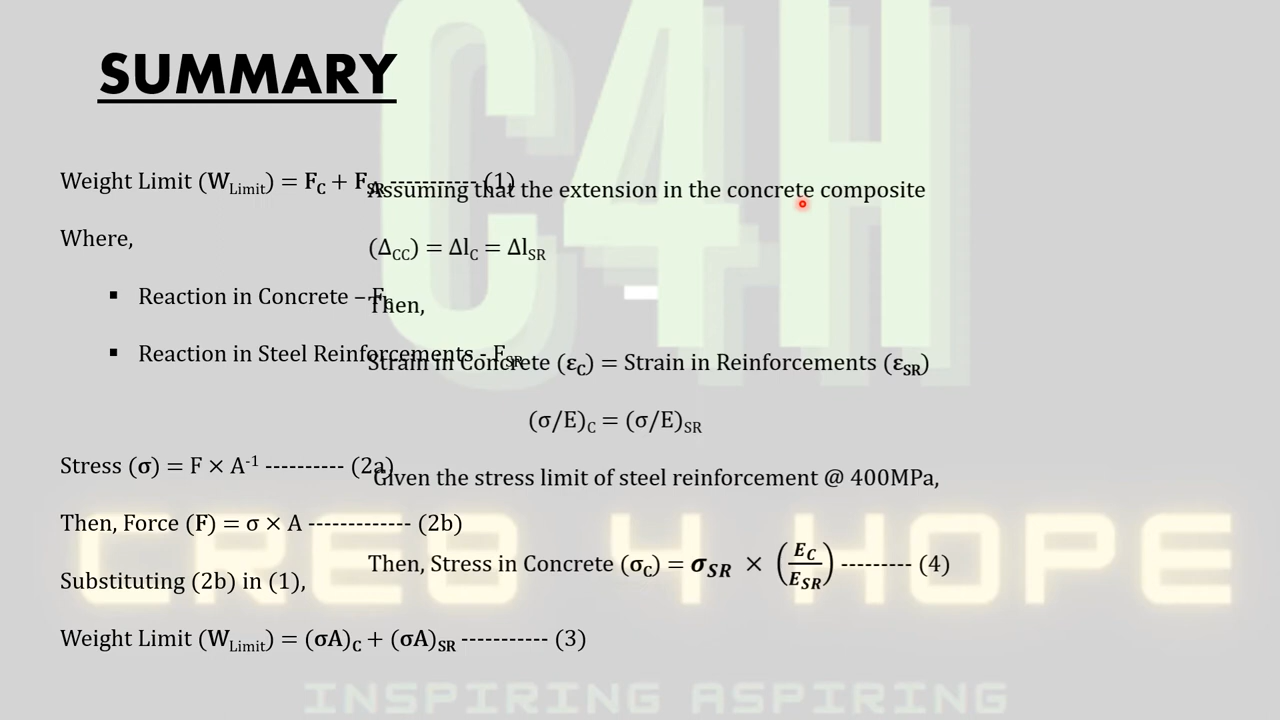 SUMMARY
Weight Limit (W_Limit) = F_C + F_SR ---------- (1)
Where,
▪ Reaction in Concrete – F_C
▪ Reaction in Steel Reinforcements - F_SR
Stress (σ) = F × A^-1 ---------- (2a)
Then, Force (F) = σ × A ------------- (2b)
Substituting (2b) in (1),
Weight Limit (W_Limit) = (σA)_C + (σA)_SR ----------- (3)
Assuming that the extension in the concrete composite
(Δ_CC) = Δl_C = Δl_SR
Then,
Strain in Concrete (ε_C) = Strain in Reinforcements (ε_SR)
(σ/E)_C = (σ/E)_SR
Given the stress limit of steel reinforcement @ 400MPa,
Then, Stress in Concrete (σ_C) = σ_SR × (E_C/E_SR) --------- (4)
C4H
CRE8 4 HOPE
INSPIRING ASPIRING